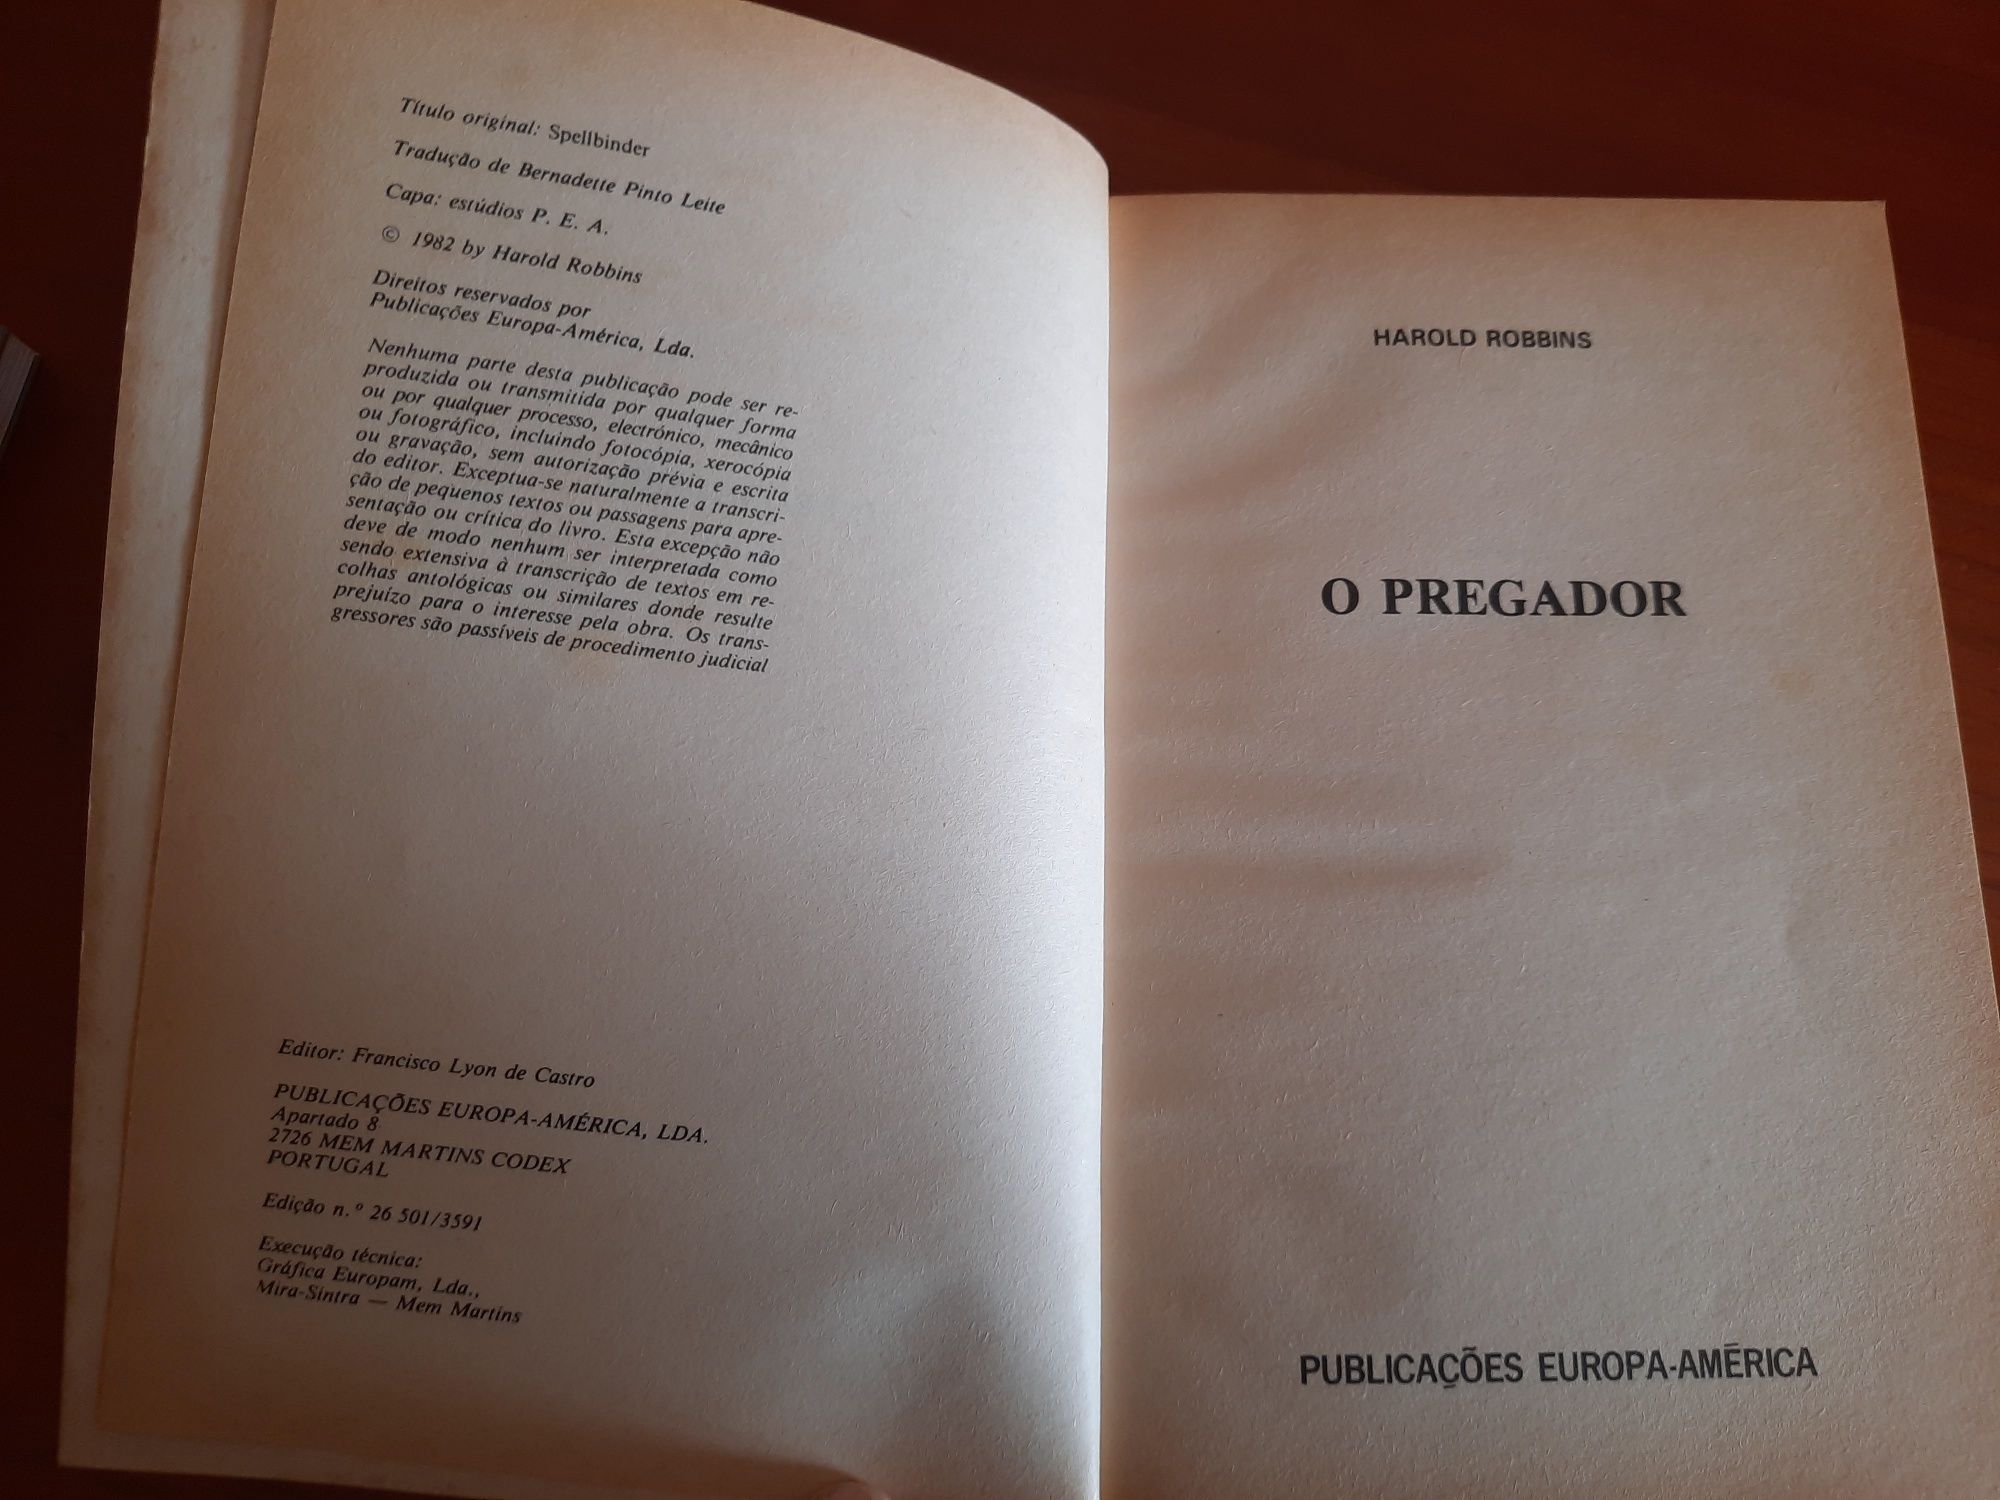 Título original: Spellbinder
Tradução de Bernadette Pinto Leite
Capa: estúdios P. E. A.
© 1982 by Harold Robbins
Direitos reservados por
Publicações Europa-América, Lda.
Nenhuma parte desta publicação pode ser re-
produzida ou transmitida por qualquer forma
ou por qualquer processo, electrónico, mecânico
ou fotográfico, incluindo fotocópia, xerocópia
ou gravação, sem autorização prévia e escrita
do editor. Exceptua-se naturalmente a transcri-
ção de pequenos textos ou passagens para apre-
sentação ou crítica do livro. Esta excepção não
deve de modo nenhum ser interpretada como
sendo extensiva à transcrição de textos em re-
colhas antológicas ou similares donde resulte
prejuízo para o interesse pela obra. Os trans-
gressores são passíveis de procedimento judicial
Editor: Francisco Lyon de Castro
PUBLICAÇÕES EUROPA-AMÉRICA, LDA.
Apartado 8
2726 MEM MARTINS CODEX
PORTUGAL
Edição n.º 26 501/3591
Execução técnica:
Gráfica Europam, Lda.,
Mira-Sintra — Mem Martins
HAROLD ROBBINS
O PREGADOR
PUBLICAÇÕES EUROPA-AMÉRICA